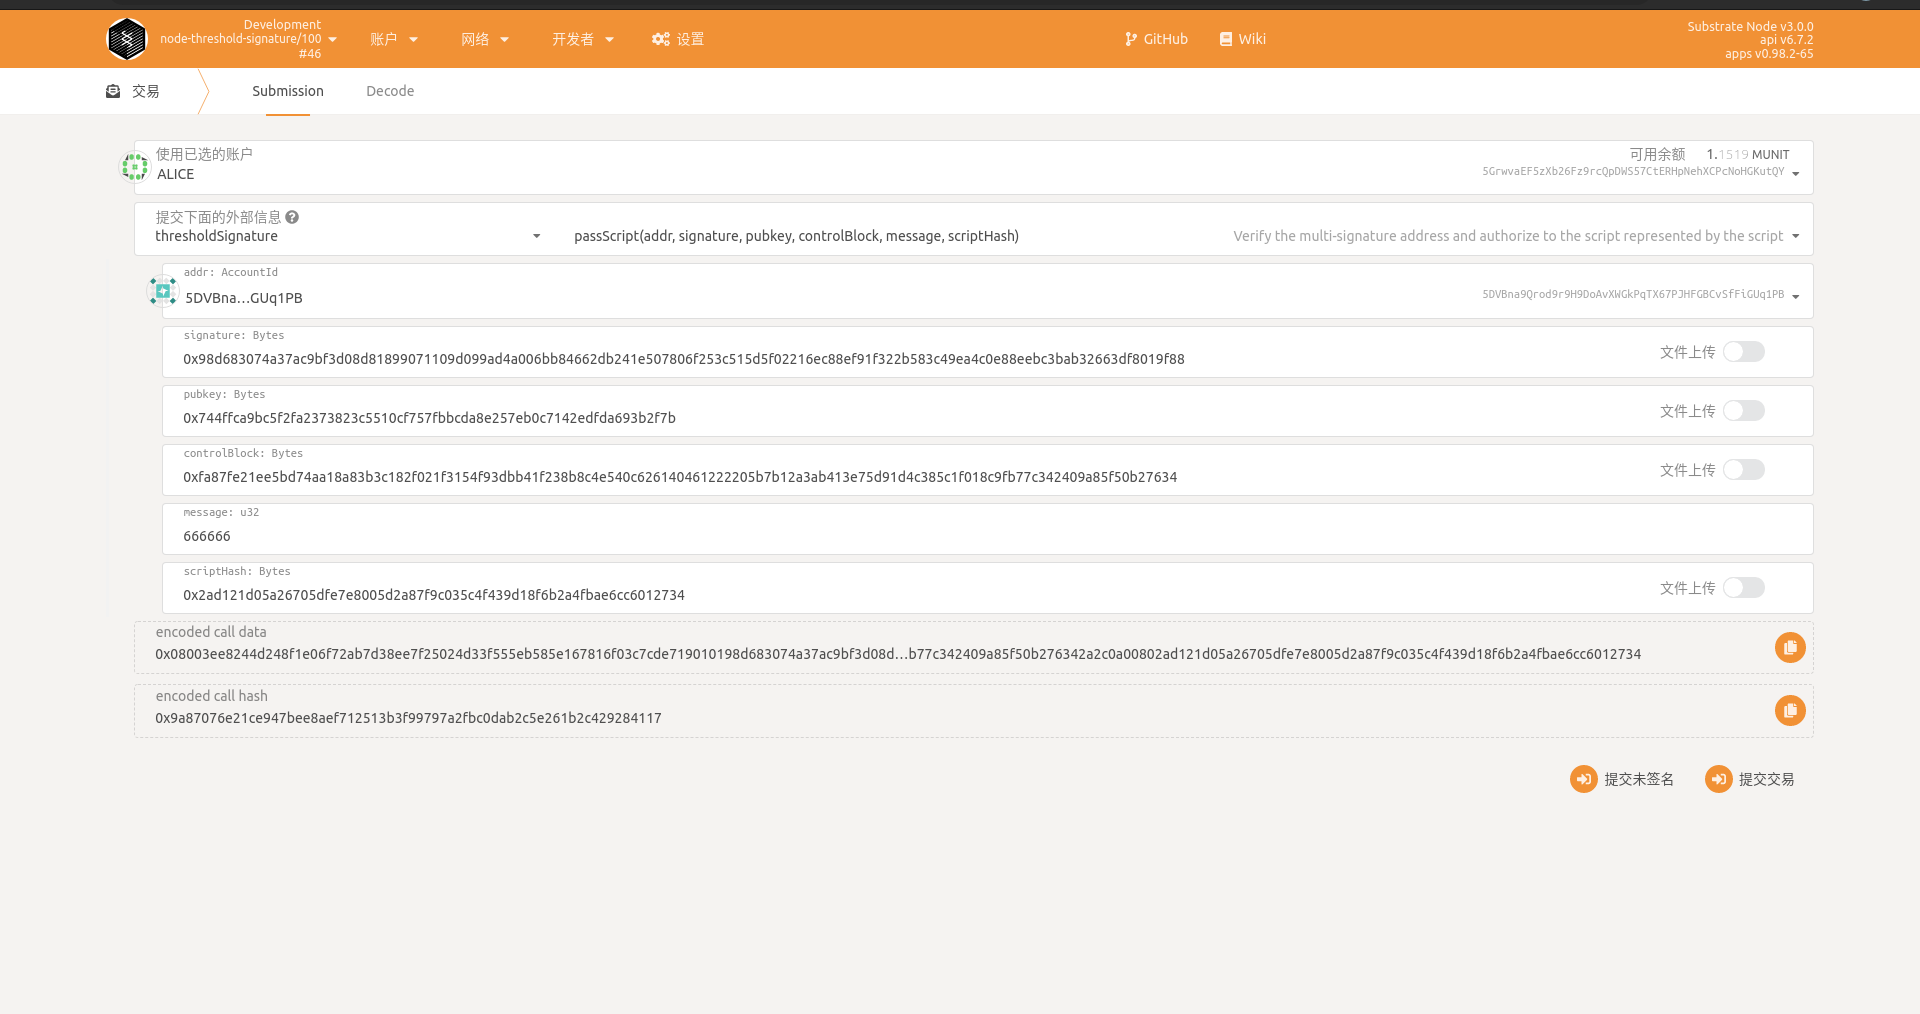 Development
node-threshold-signature/100
#46
账户
网络
开发者
设置
GitHub
Wiki
Substrate Node v3.0.0
api v6.7.2
apps v0.98.2-65
交易
Submission
Decode
使用已选的账户
ALICE
可用余额 1.1519 MUNIT
5GrwvaEF5zXb26Fz9rcQpDWS57CtERHpNehXCPcNoHGKutQY
提交下面的外部信息
thresholdSignature
passScript(addr, signature, pubkey, controlBlock, message, scriptHash)
Verify the multi-signature address and authorize to the script represented by the script
addr: AccountId
5DVBna…GUq1PB
5DVBna9Qrod9r9H9DoAvXWGkPqTX67PJHFGBCvSfFiGUq1PB
signature: Bytes
0x98d683074a37ac9bf3d08d81899071109d099ad4a006bb84662db241e507806f253c515d5f02216ec88ef91f322b583c49ea4c0e88eebc3bab32663df8019f88
文件上传
pubkey: Bytes
0x744ffca9bc5f2fa2373823c5510cf757fbbcda8e257eb0c7142edfda693b2f7b
文件上传
controlBlock: Bytes
0xfa87fe21ee5bd74aa18a83b3c182f021f3154f93dbb41f238b8c4e540c626140461222205b7b12a3ab413e75d91d4c385c1f018c9fb77c342409a85f50b27634
文件上传
message: u32
666666
scriptHash: Bytes
0x2ad121d05a26705dfe7e8005d2a87f9c035c4f439d18f6b2a4fbae6cc6012734
文件上传
encoded call data
0x08003ee8244d248f1e06f72ab7d38ee7f25024d33f555eb585e167816f03c7cde719010198d683074a37ac9bf3d08d…b77c342409a85f50b276342a2c0a00802ad121d05a26705dfe7e8005d2a87f9c035c4f439d18f6b2a4fbae6cc6012734
encoded call hash
0x9a87076e21ce947bee8aef712513b3f99797a2fbc0dab2c5e261b2c429284117
提交未签名
提交交易